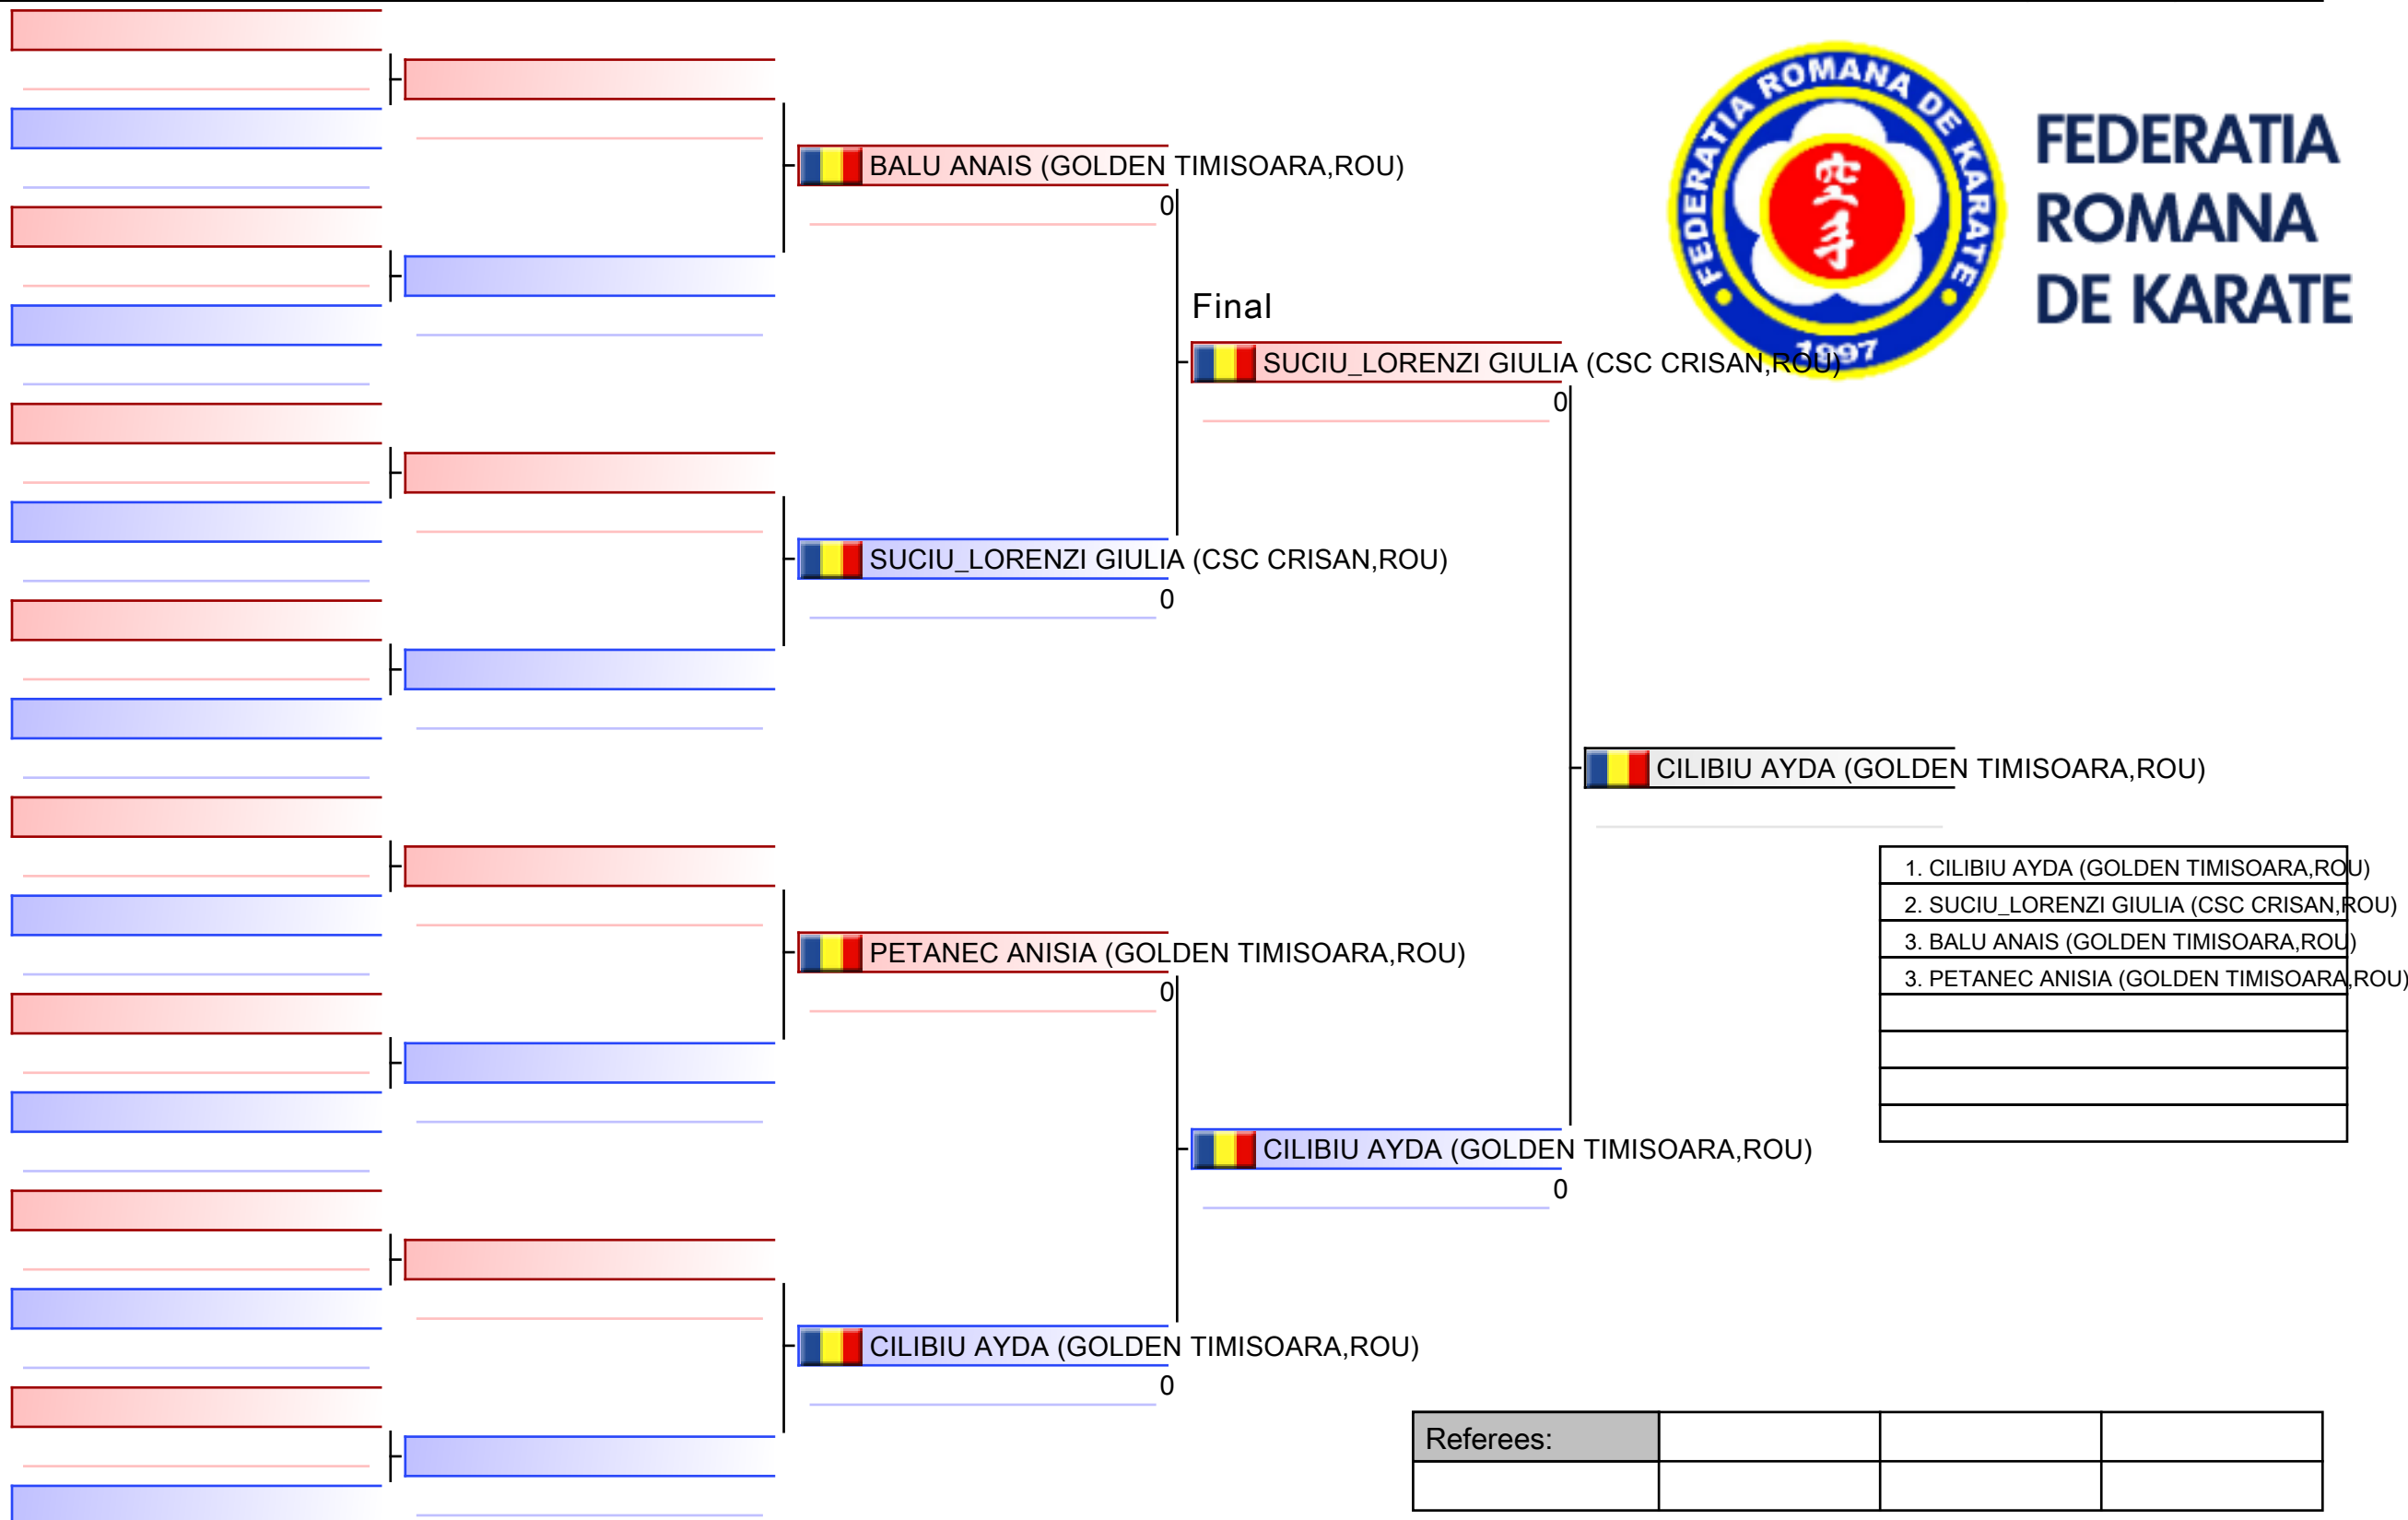 FEDERATIA ROMANA DE KARATE
1997
空手
FEDERATIA
ROMANA
DE KARATE
BALU ANAIS (GOLDEN TIMISOARA,ROU)
0
Final
SUCIU_LORENZI GIULIA (CSC CRISAN,ROU)
0
SUCIU_LORENZI GIULIA (CSC CRISAN,ROU)
0
CILIBIU AYDA (GOLDEN TIMISOARA,ROU)
1. CILIBIU AYDA (GOLDEN TIMISOARA,ROU)
2. SUCIU_LORENZI GIULIA (CSC CRISAN,ROU)
3. BALU ANAIS (GOLDEN TIMISOARA,ROU)
3. PETANEC ANISIA (GOLDEN TIMISOARA,ROU)
PETANEC ANISIA (GOLDEN TIMISOARA,ROU)
0
CILIBIU AYDA (GOLDEN TIMISOARA,ROU)
0
CILIBIU AYDA (GOLDEN TIMISOARA,ROU)
0
Referees: